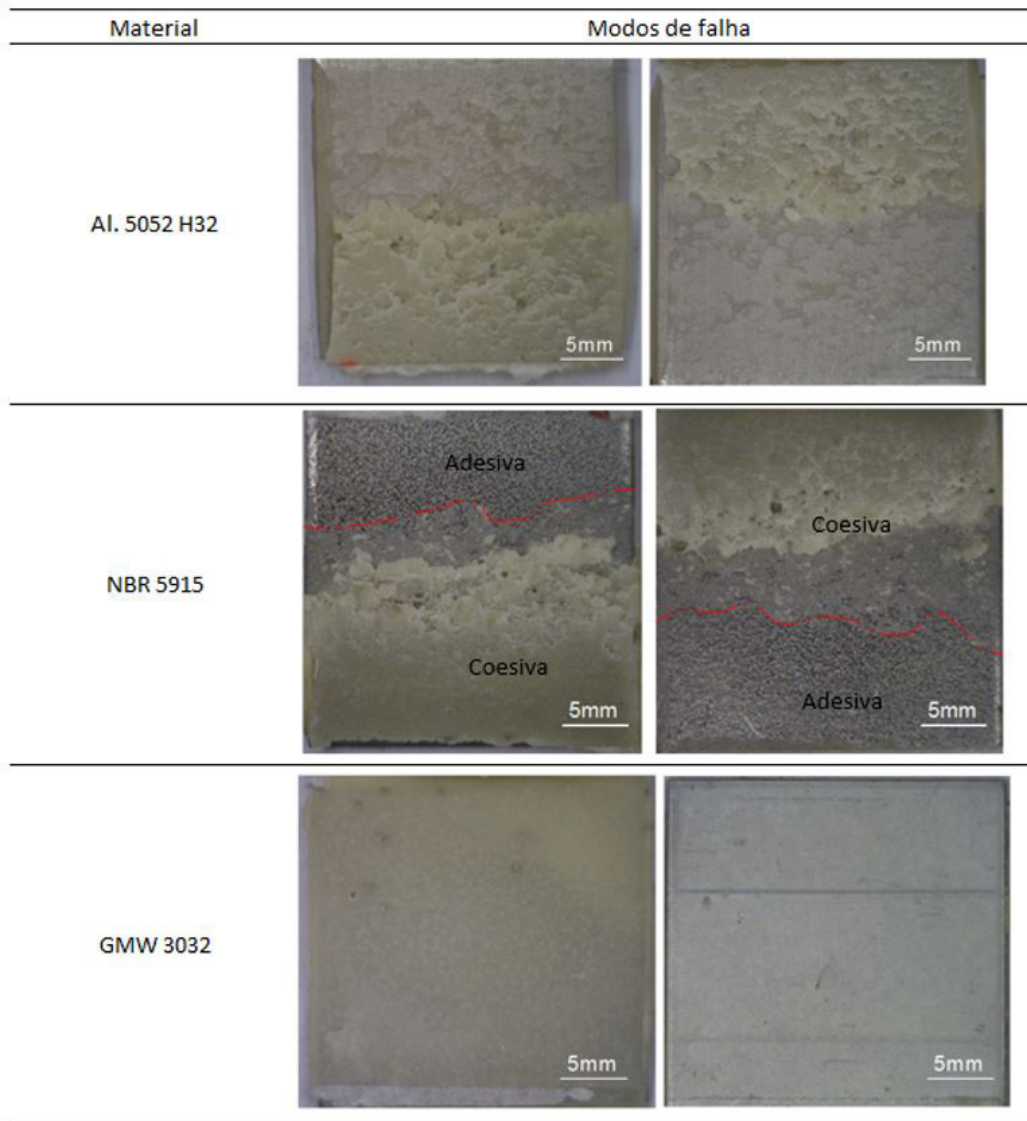 Material Modos de falha
Al. 5052 H32
5mm 5mm
Adesiva
Coesiva
NBR 5915
Coesiva
Adesiva
5mm 5mm
GMW 3032
5mm 5mm